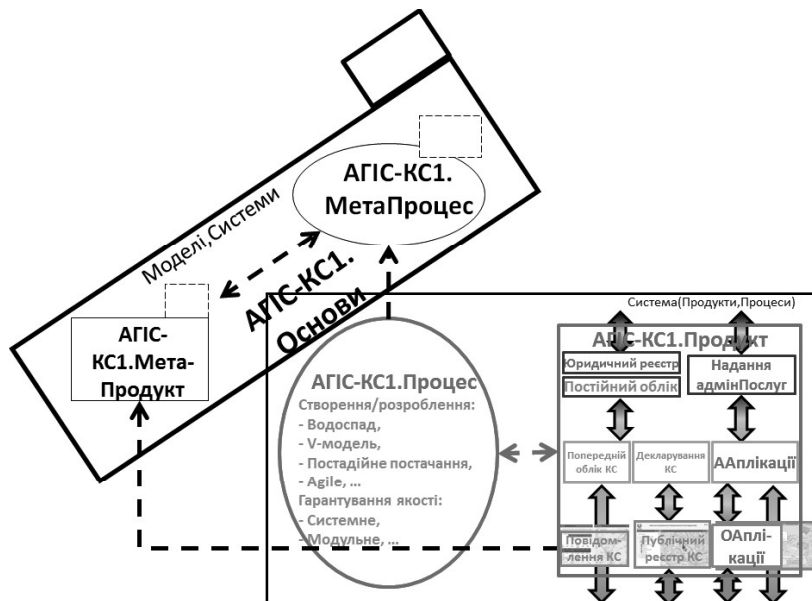 АГІС-КС1.
МетаПроцес
Моделі,Системи
АГІС-КС1.
Основи
АГІС-
КС1.Мета-
Продукт
Система(Продукти,Процеси)
АГІС-КС1.Процес
Створення/розроблення:
- Водоспад,
- V-модель,
- Постадійне постачання,
- Agile, ...
Гарантування якості:
- Системне,
- Модульне, ...
АГІС-КС1.Продукт
Юридичний реєстр
Постійний облік
Надання
адмінПослуг
Попередній
облік КС
Декларування
КС
ААплікації
Повідом-
лення КС
Публічний
реєстр КС
ОАплі-
кації